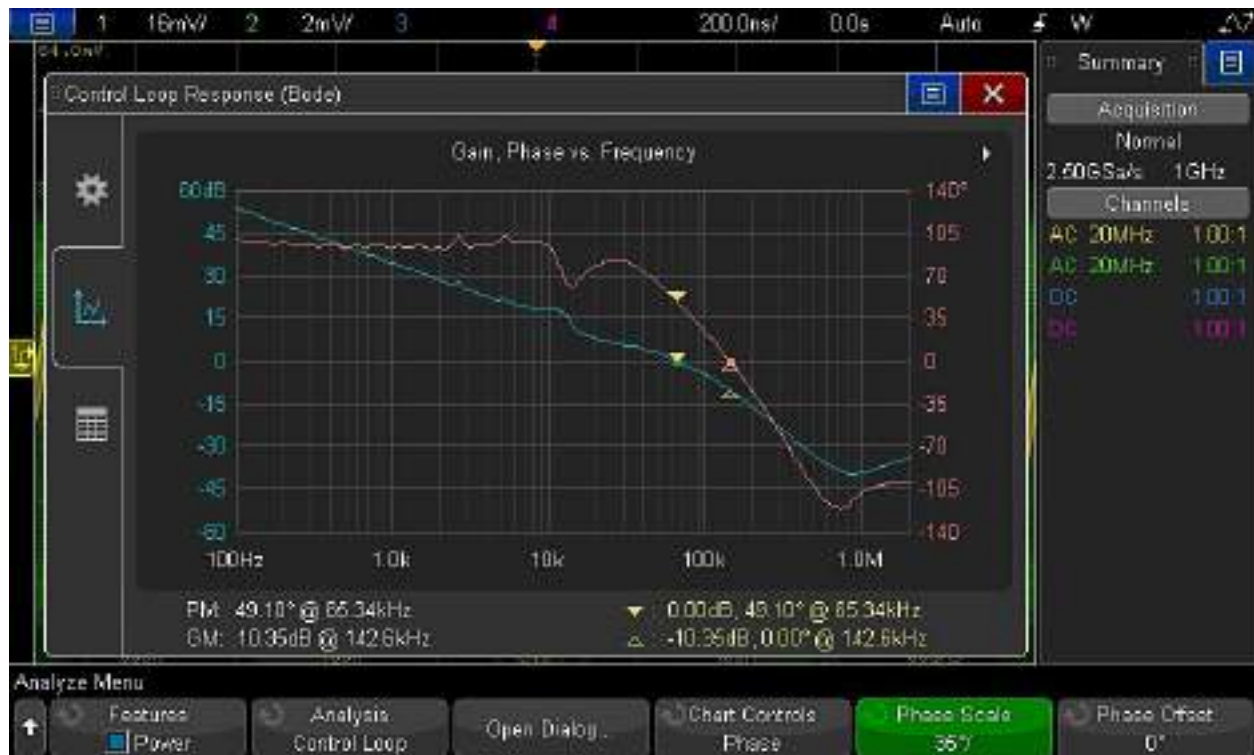 1 16mV/ 2 2mV/ 3 4 200.0ns/ 0.0s Auto W
64.0mV
Control Loop Response (Bode)
Gain, Phase vs. Frequency
60dB 140°
45 105
30 70
15 35
0 0
-15 -35
-30 -70
-45 -105
-60 -140
100Hz 1.0k 10k 100k 1.0M
PM: 49.10° @ 65.34kHz
GM: 10.35dB @ 142.6kHz
0.00dB, 49.10° @ 65.34kHz
-10.35dB, 0.00° @ 142.6kHz
Summary
Acquisition
Normal
2.50GSa/s 1GHz
Channels
AC 20MHz 1.00:1
AC 20MHz 1.00:1
DC 1.00:1
DC 1.00:1
Analyze Menu
Features
Power
Analysis
Control Loop
Open Dialog...
Chart Controls
Phase
Phase Scale
35°/
Phase Offset
0°